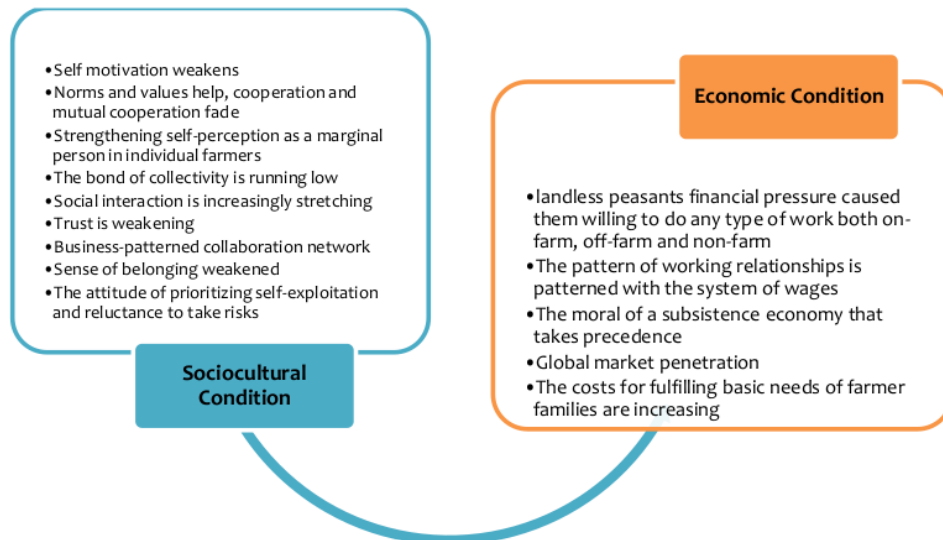 •Self motivation weakens
•Norms and values help, cooperation and
mutual cooperation fade
•Strengthening self-perception as a marginal
person in individual farmers
•The bond of collectivity is running low
•Social interaction is increasingly stretching
•Trust is weakening
•Business-patterned collaboration network
•Sense of belonging weakened
•The attitude of prioritizing self-exploitation
and reluctance to take risks
Sociocultural
Condition
Economic Condition
•landless peasants financial pressure caused
them willing to do any type of work both on-
farm, off-farm and non-farm
•The pattern of working relationships is
patterned with the system of wages
•The moral of a subsistence economy that
takes precedence
•Global market penetration
•The costs for fulfilling basic needs of farmer
families are increasing